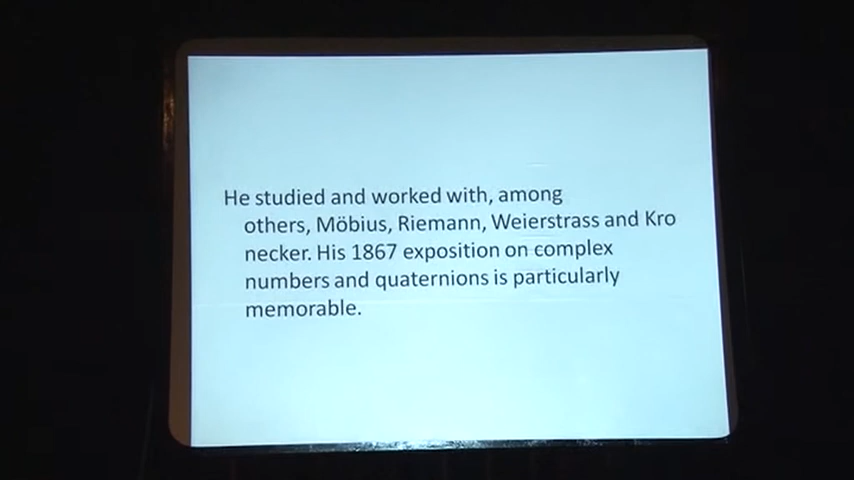 He studied and worked with, among
others, Möbius, Riemann, Weierstrass and Kro
necker. His 1867 exposition on complex
numbers and quaternions is particularly
memorable.